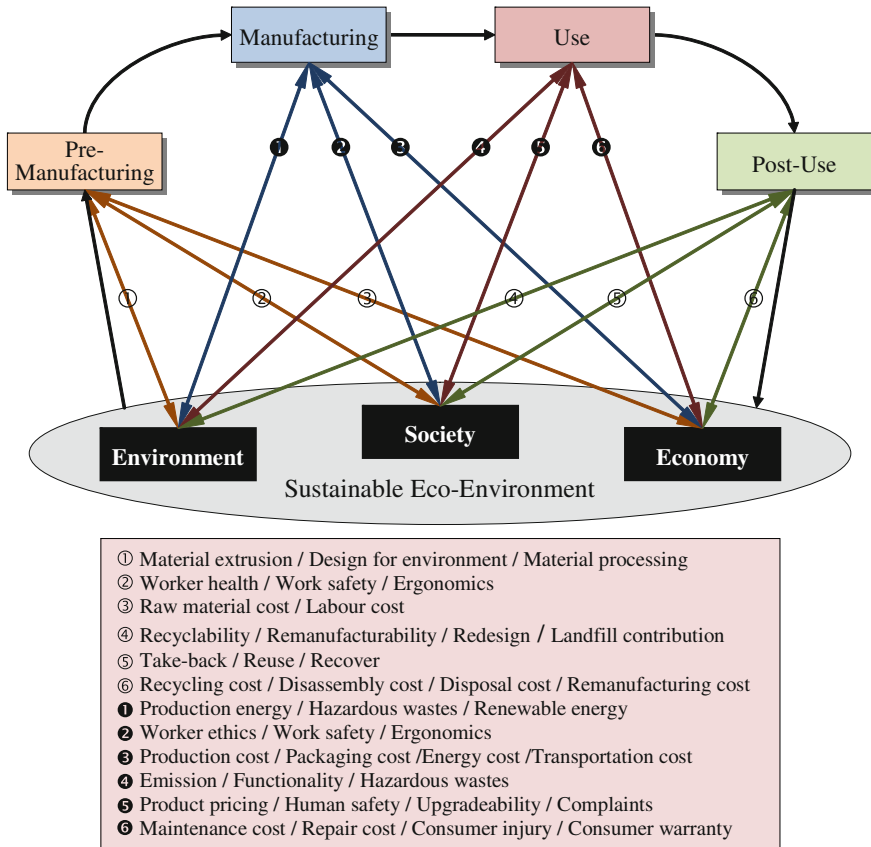 Manufacturing
Use
Pre-
Manufacturing
Post-Use
❶ ❷ ❸ ❹ ❺ ❻
① ② ③ ④ ⑤ ⑥
Society
Environment
Economy
Sustainable Eco-Environment
① Material extrusion / Design for environment / Material processing
② Worker health / Work safety / Ergonomics
③ Raw material cost / Labour cost
④ Recyclability / Remanufacturability / Redesign / Landfill contribution
⑤ Take-back / Reuse / Recover
⑥ Recycling cost / Disassembly cost / Disposal cost / Remanufacturing cost
❶ Production energy / Hazardous wastes / Renewable energy
❷ Worker ethics / Work safety / Ergonomics
❸ Production cost / Packaging cost /Energy cost /Transportation cost
❹ Emission / Functionality / Hazardous wastes
❺ Product pricing / Human safety / Upgradeability / Complaints
❻ Maintenance cost / Repair cost / Consumer injury / Consumer warranty